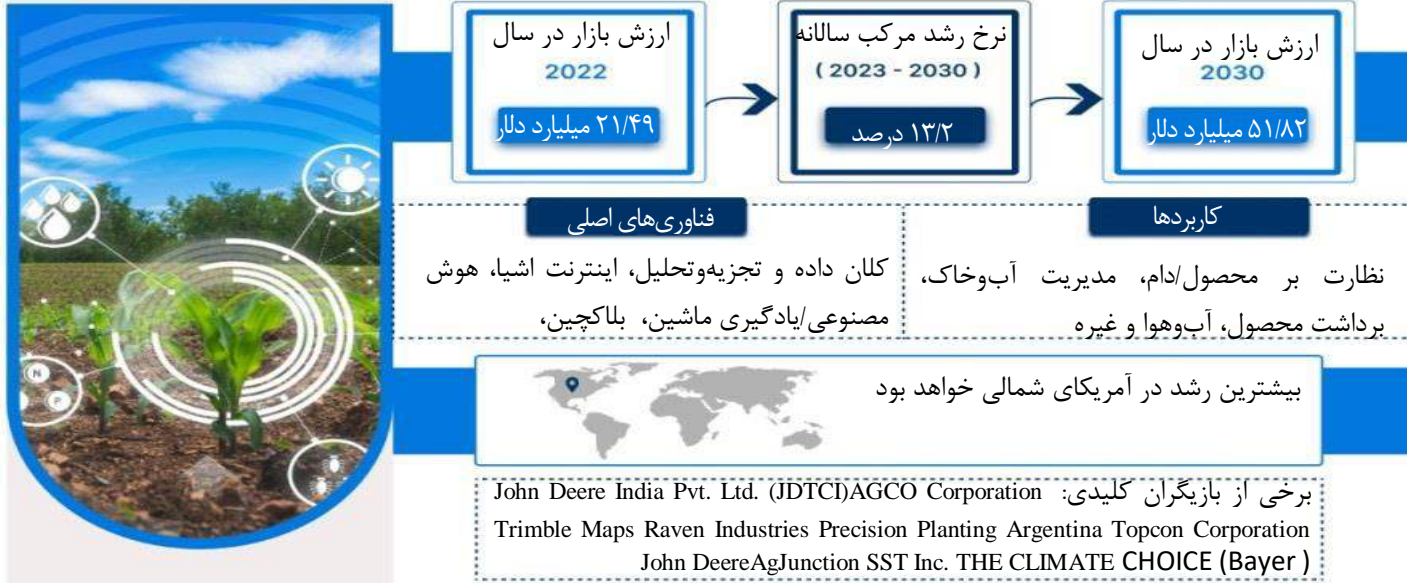 ارزش بازار در سال
2022
۲۱/۴۹ میلیارد دلار
نرخ رشد مرکب سالانه
( 2023 - 2030 )
۱۳/۲ درصد
ارزش بازار در سال
2030
۵۱/۸۲ میلیارد دلار
کاربردها
نظارت بر محصول/دام، مدیریت آب‌وخاک،
برداشت محصول، آب‌وهوا و غیره
فناوری‌های اصلی
کلان داده و تجزیه‌وتحلیل، اینترنت اشیا، هوش
مصنوعی/یادگیری ماشین، بلاکچین،
بیشترین رشد در آمریکای شمالی خواهد بود
برخی از بازیگران کلیدی: John Deere India Pvt. Ltd. (JDTCI)AGCO Corporation
Trimble Maps Raven Industries Precision Planting Argentina Topcon Corporation
John DeereAgJunction SST Inc. THE CLIMATE CHOICE (Bayer )
N
P